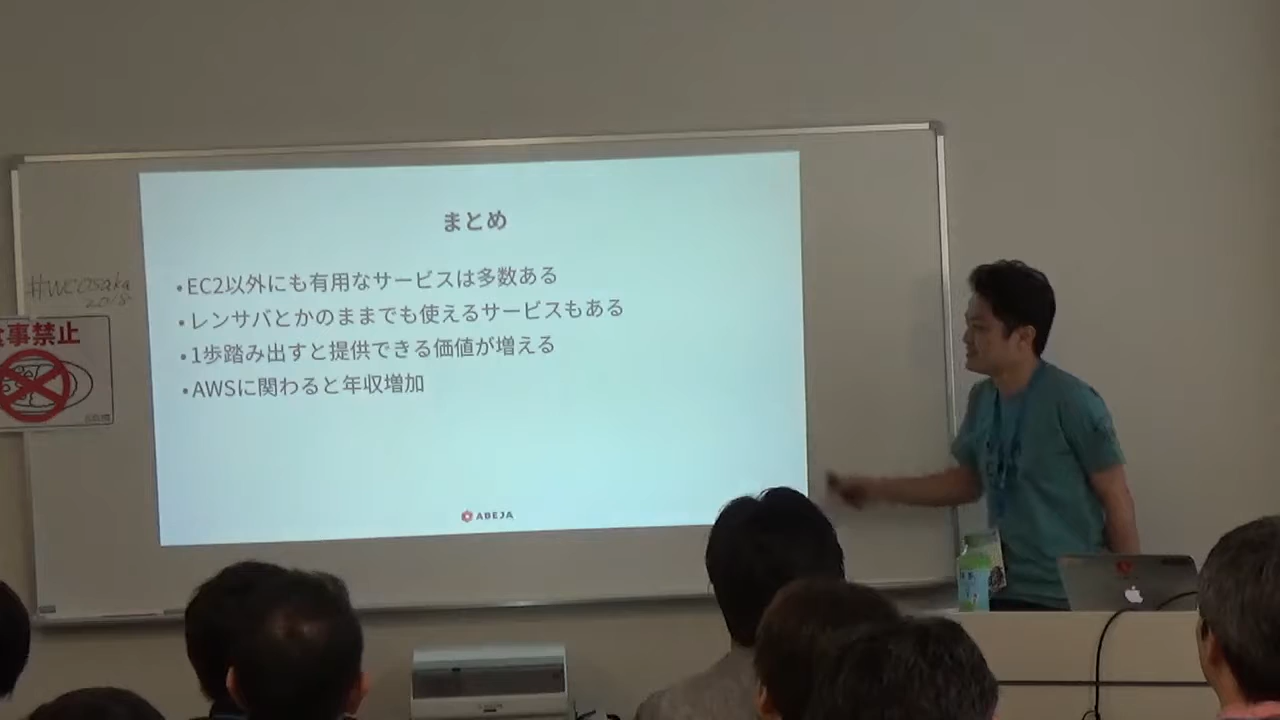 まとめ
•EC2以外にも有用なサービスは多数ある
•レンサバとかのままでも使えるサービスもある
•1歩踏み出すと提供できる価値が増える
•AWSに関わると年収増加
ABEJA
#wcosaka
2018
食事禁止